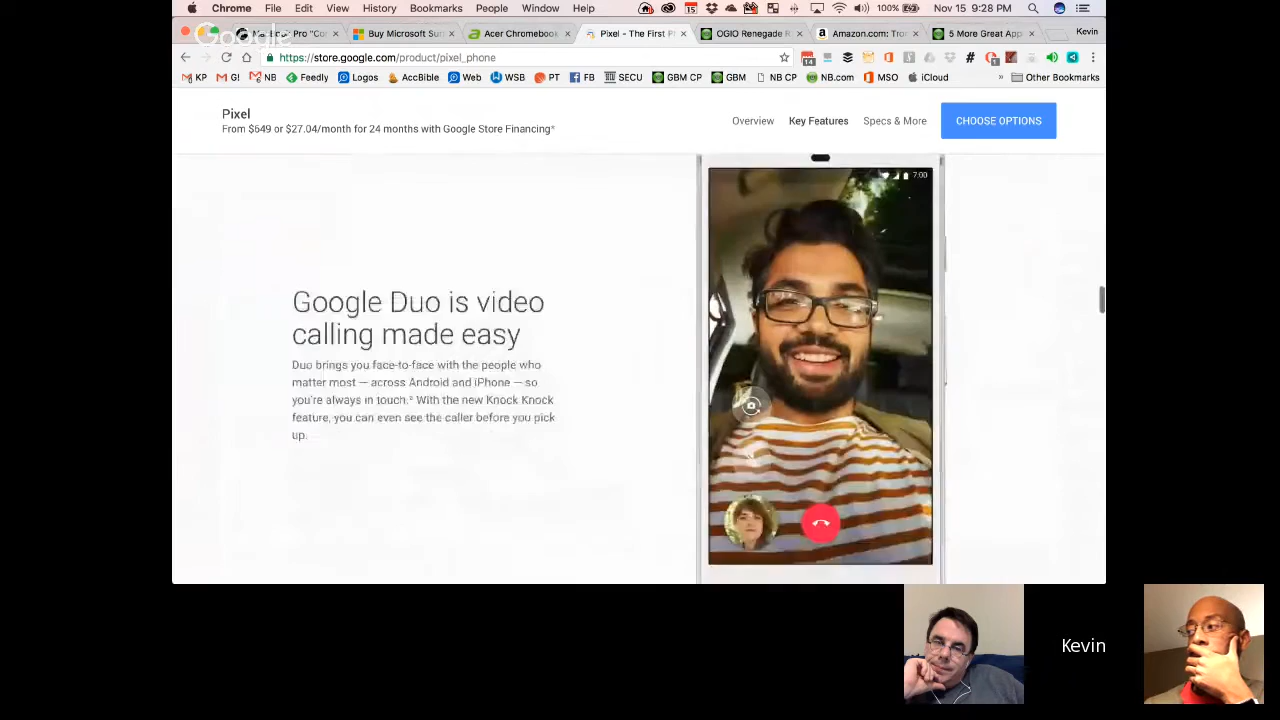 Chrome File Edit View History Bookmarks People Window Help 100% Nov 15 9:28 PM
Google
Buy Microsoft Sur
Acer Chromebook
Pixel - The First P
OGIO Renegade R
Amazon.com: Tro
5 More Great App
Kevin
https://store.google.com/product/pixel_phone
14
1
KP G! NB Feedly Logos AccBible Web WSB PT FB SECU GBM CP GBM NB CP NB.com MSO iCloud » Other Bookmarks
Pixel
From $649 or $27.04/month for 24 months with Google Store Financing*
Overview Key Features Specs & More CHOOSE OPTIONS
7:00
Google Duo is video
calling made easy
Duo brings you face-to-face with the people who
matter most — across Android and iPhone — so
you're always in touch.² With the new Knock Knock
feature, you can even see the caller before you pick
up.
Kevin